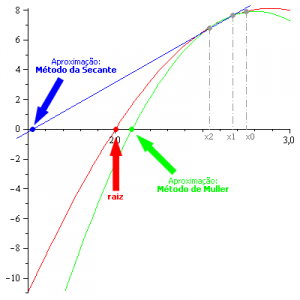 8
6
4
2
0
-2
-4
-6
-8
-10
Aproximação:
Método da Secante
2,0
3,0
x2
x1
x0
raiz
Aproximação:
Método de Muller